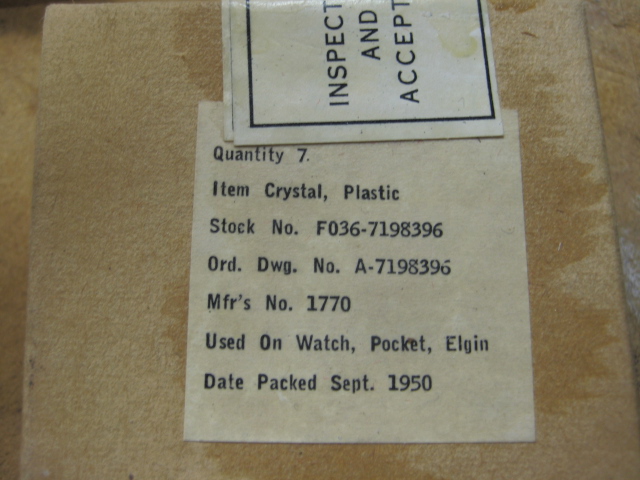 INSPECT
AND
ACCEPT
Quantity 7.
Item Crystal, Plastic
Stock No. F036-7198396
Ord. Dwg. No. A-7198396
Mfr's No. 1770
Used On Watch, Pocket, Elgin
Date Packed Sept. 1950